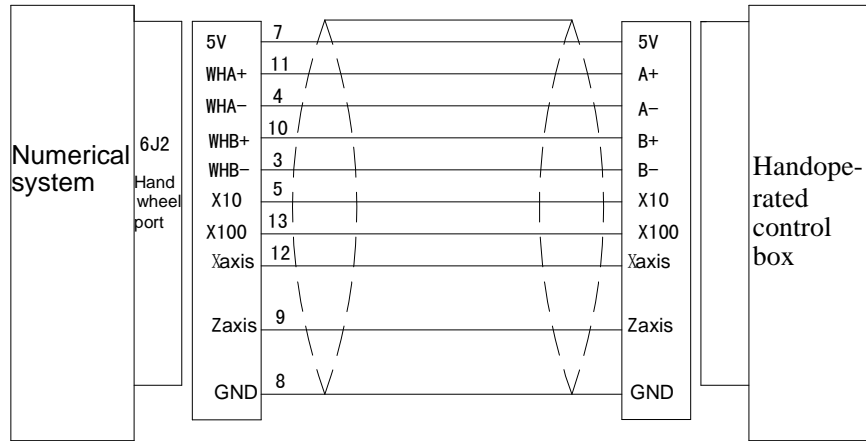 Numerical
system
6J2
Hand
wheel
port
5V 7 5V
WHA+ 11 A+
WHA- 4 A-
WHB+ 10 B+
WHB- 3 B-
X10 5 X10
X100 13 X100
Xaxis 12 Xaxis
Zaxis 9 Zaxis
GND 8 GND
Handope-
rated
control
box